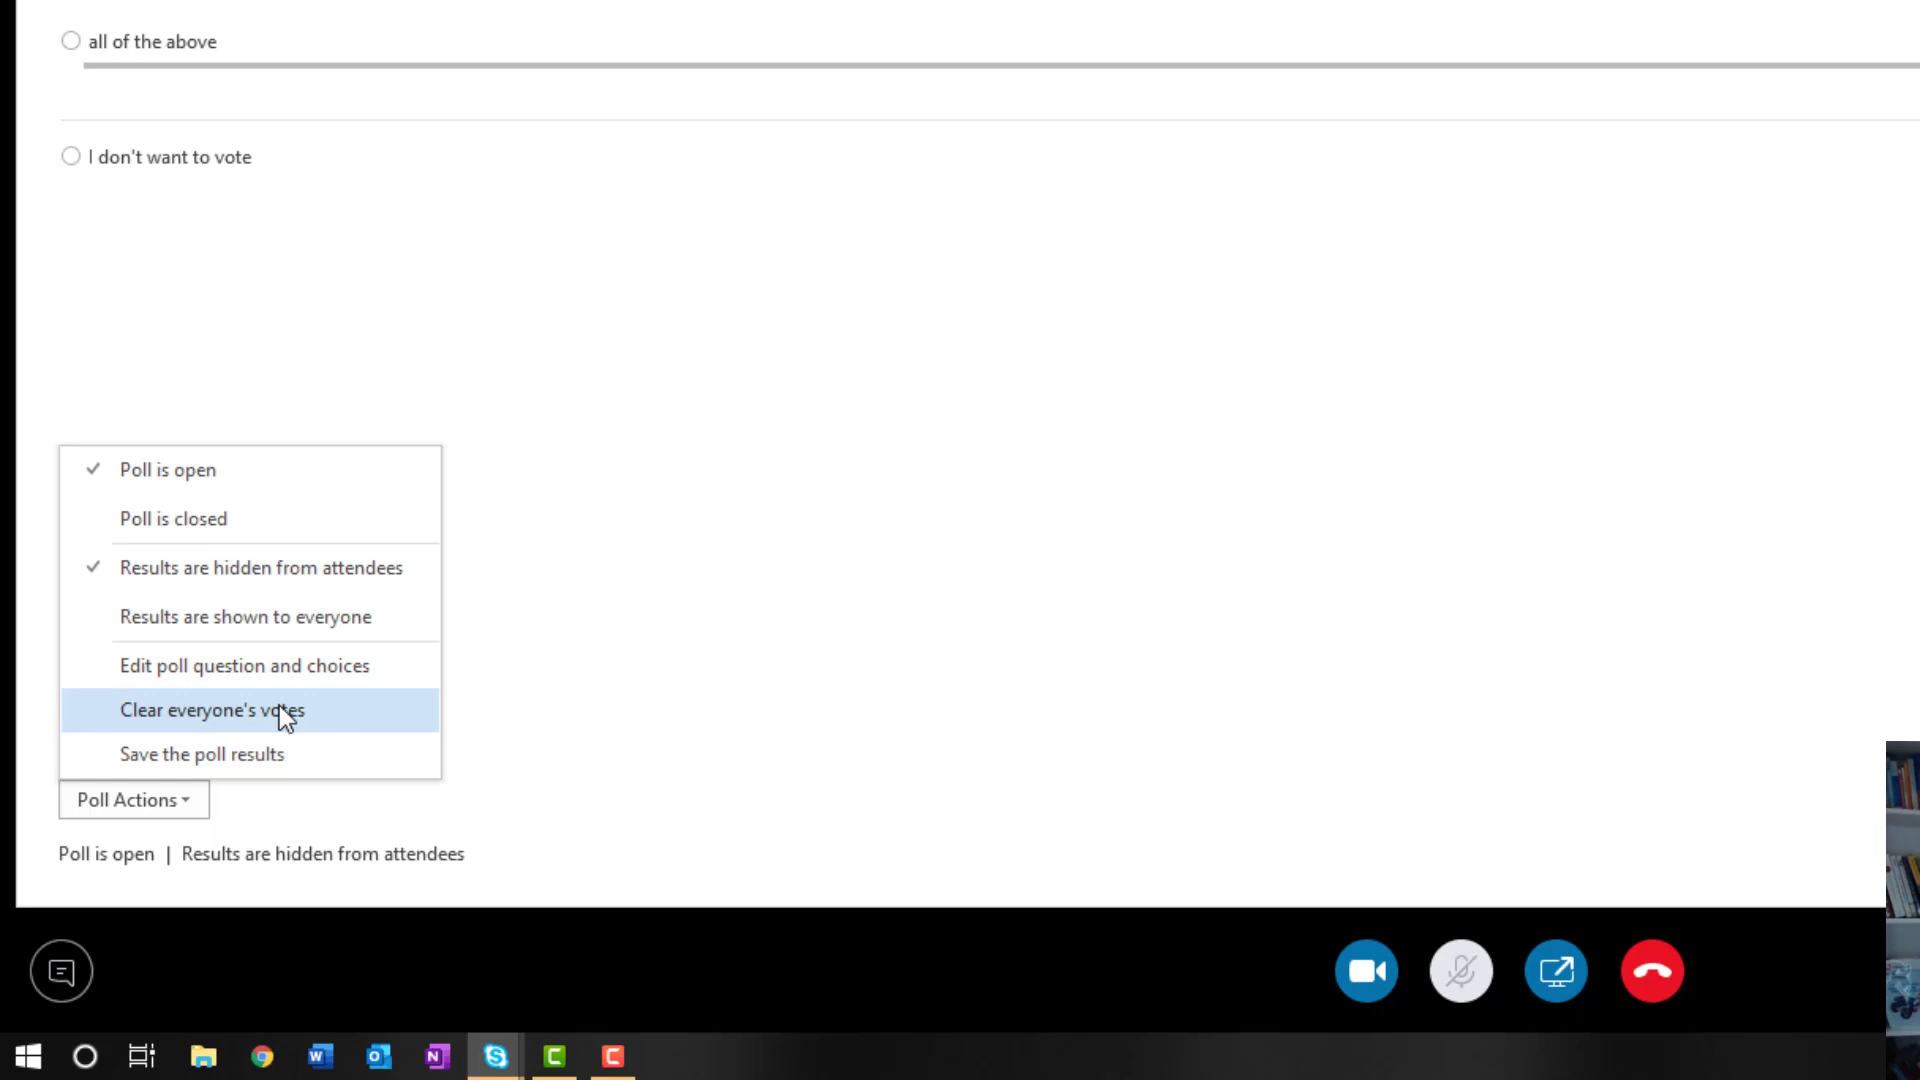 all of the above
I don't want to vote
Poll is open
Poll is closed
Results are hidden from attendees
Results are shown to everyone
Edit poll question and choices
Clear everyone's votes
Save the poll results
Poll Actions
Poll is open | Results are hidden from attendees